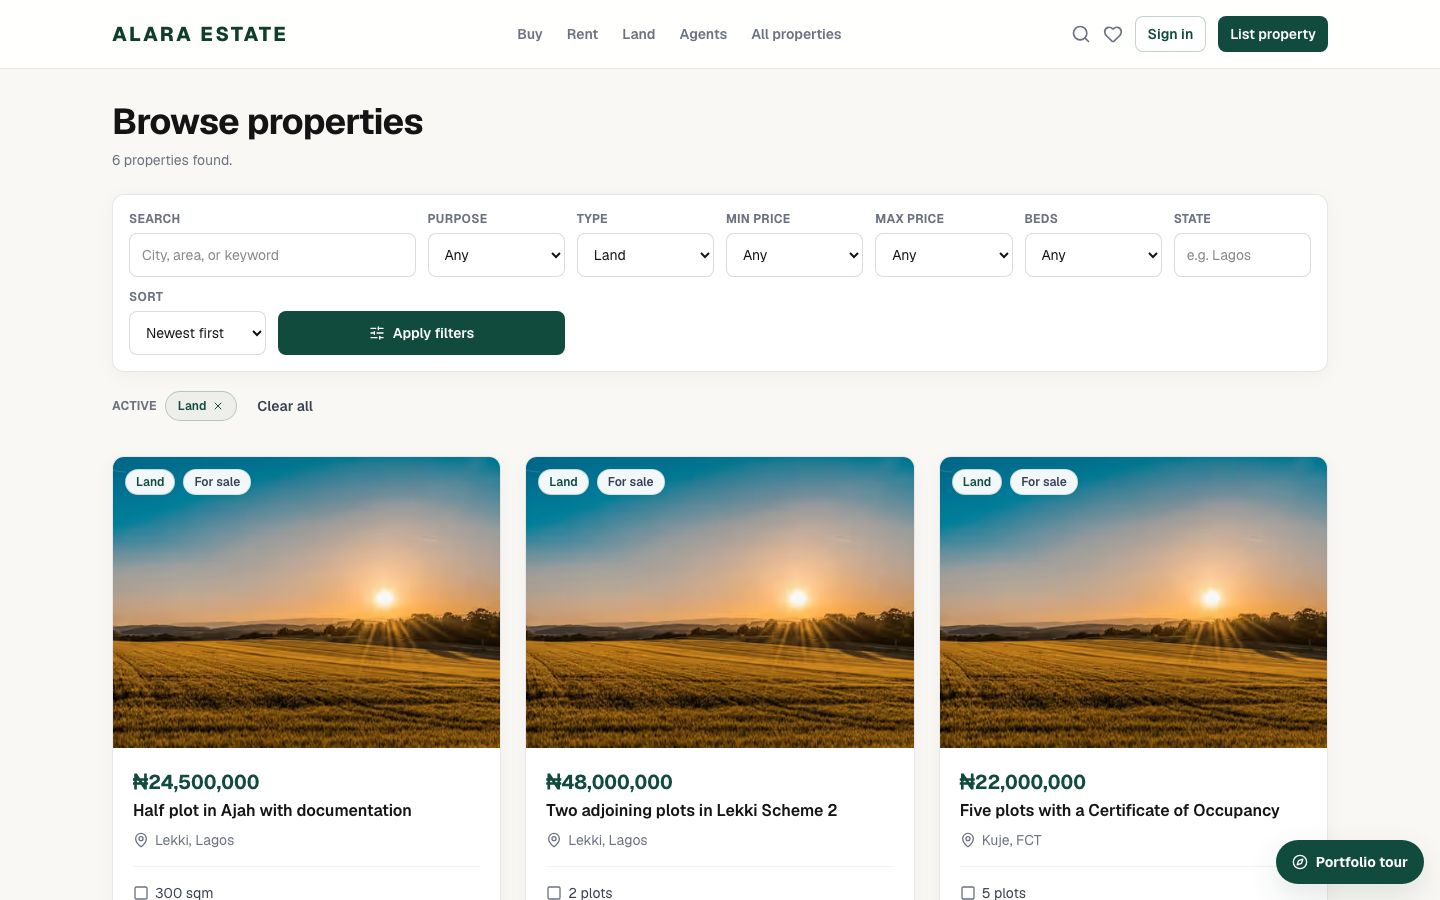 ALARA ESTATE
Buy Rent Land Agents All properties
Sign in
List property
Browse properties
6 properties found.
SEARCH PURPOSE TYPE MIN PRICE MAX PRICE BEDS STATE
City, area, or keyword Any Land Any Any Any e.g. Lagos
SORT
Newest first Apply filters
ACTIVE Land Clear all
Land For sale
₦24,500,000
Half plot in Ajah with documentation
Lekki, Lagos
300 sqm
Land For sale
₦48,000,000
Two adjoining plots in Lekki Scheme 2
Lekki, Lagos
2 plots
Land For sale
₦22,000,000
Five plots with a Certificate of Occupancy
Kuje, FCT
5 plots
Portfolio tour